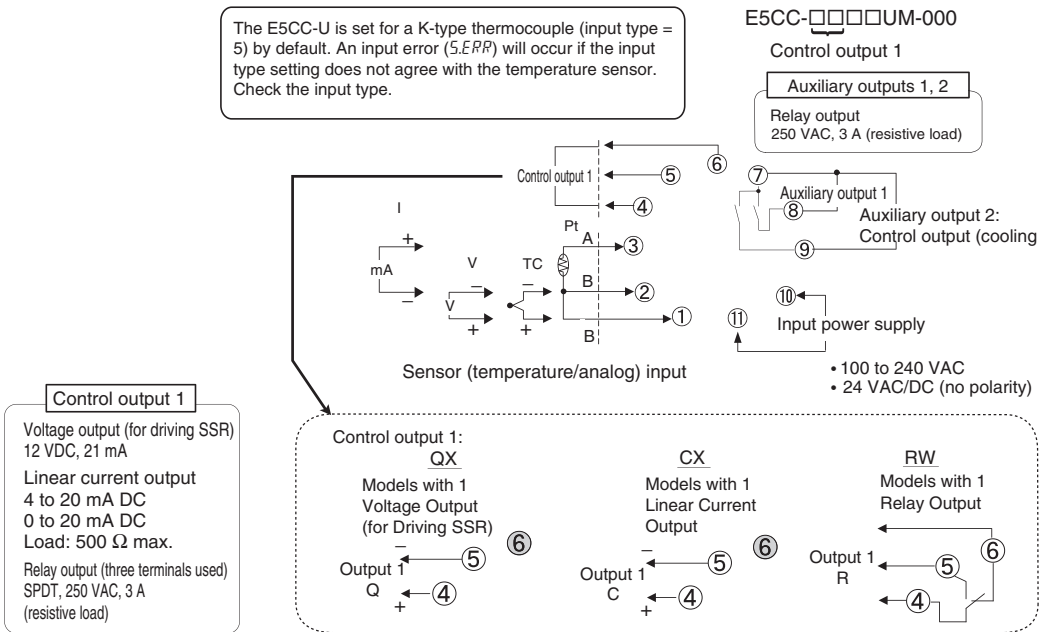 The E5CC-U is set for a K-type thermocouple (input type =
5) by default. An input error (S.ERR) will occur if the input
type setting does not agree with the temperature sensor.
Check the input type.
E5CC-□□□□UM-000
Control output 1
Auxiliary outputs 1, 2
Relay output
250 VAC, 3 A (resistive load)
Control output 1
⑥
⑤
④
⑦
Auxiliary output 1
⑧
Auxiliary output 2:
Control output (cooling
⑨
I
+
mA
−
V
−
V
+
TC
−
+
Pt
A
③
B
②
①
B
⑩
⑪
Input power supply
• 100 to 240 VAC
• 24 VAC/DC (no polarity)
Sensor (temperature/analog) input
Control output 1
Voltage output (for driving SSR)
12 VDC, 21 mA
Linear current output
4 to 20 mA DC
0 to 20 mA DC
Load: 500 Ω max.
Relay output (three terminals used)
SPDT, 250 VAC, 3 A
(resistive load)
Control output 1:
QX
Models with 1
Voltage Output
(for Driving SSR)
⑥
−
⑤
Output 1
Q
④
+
CX
Models with 1
Linear Current
Output
⑥
−
⑤
Output 1
C
④
+
RW
Models with 1
Relay Output
⑥
Output 1
R
⑤
④